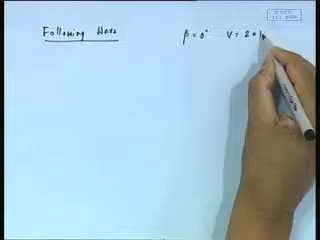 Following Wave β = 0° V = 20 k